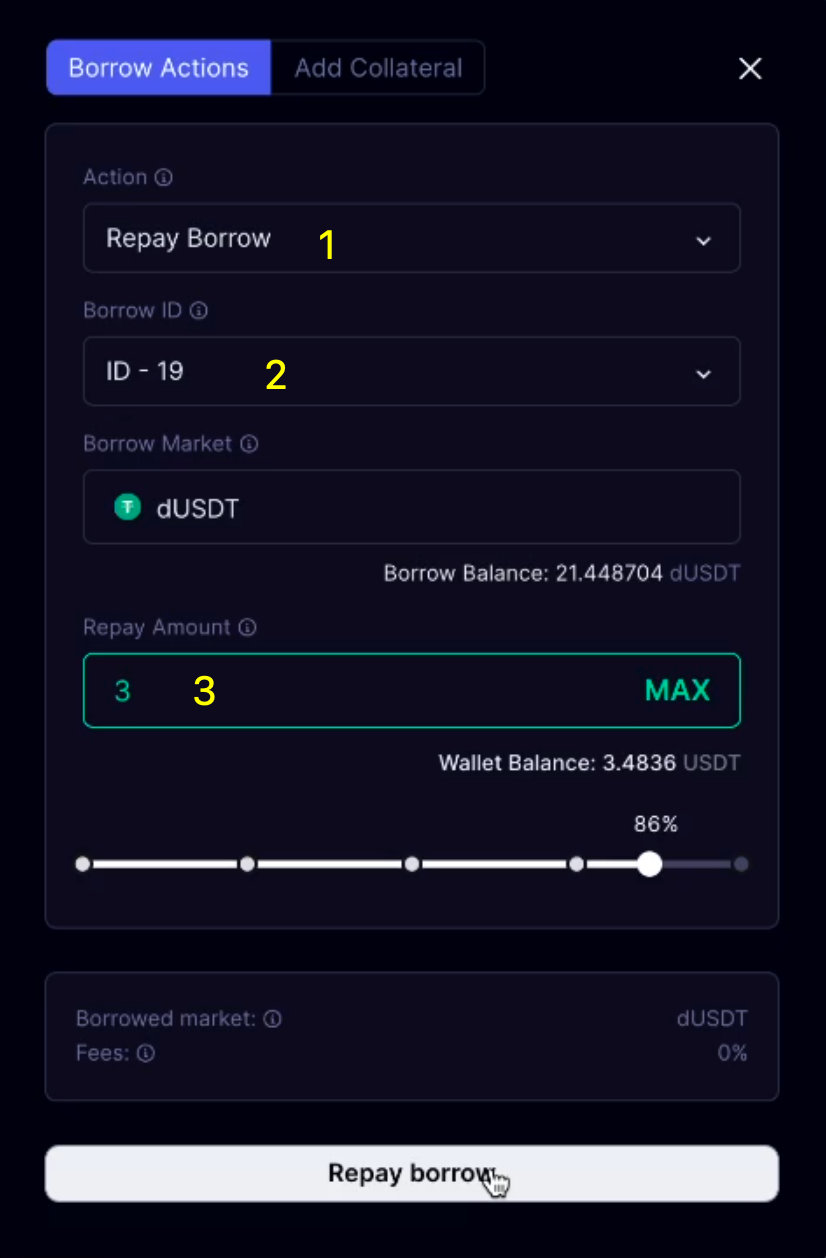 Borrow Actions Add Collateral
Action
Repay Borrow 1
Borrow ID
ID - 19 2
Borrow Market
dUSDT
Borrow Balance: 21.448704 dUSDT
Repay Amount
3 3 MAX
Wallet Balance: 3.4836 USDT
86%
Borrowed market: dUSDT
Fees: 0%
Repay borrow